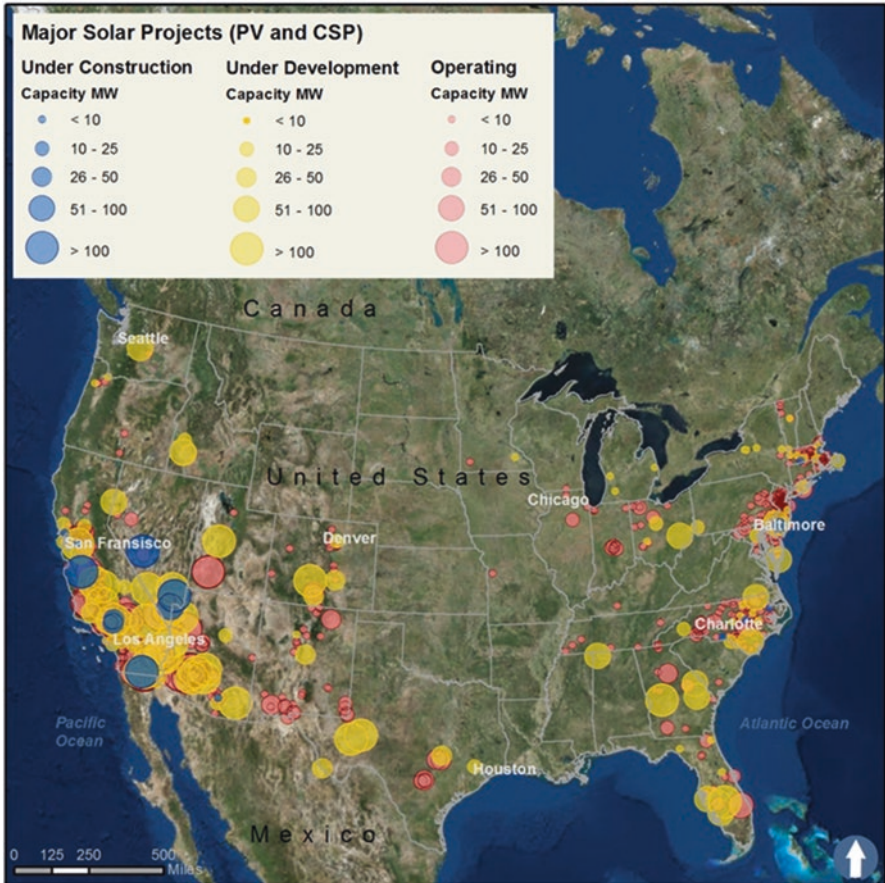 Major Solar Projects (PV and CSP)
Under Construction Under Development Operating
Capacity MW Capacity MW Capacity MW
< 10 < 10 < 10
10 - 25 10 - 25 10 - 25
26 - 50 26 - 50 26 - 50
51 - 100 51 - 100 51 - 100
> 100 > 100 > 100
Canada
Seattle
United States
Chicago
Denver
Baltimore
San Fransisco
Charlotte
Los Angeles
Pacific
Ocean
Atlantic Ocean
Houston
Mexico
0 125 250 500
Miles